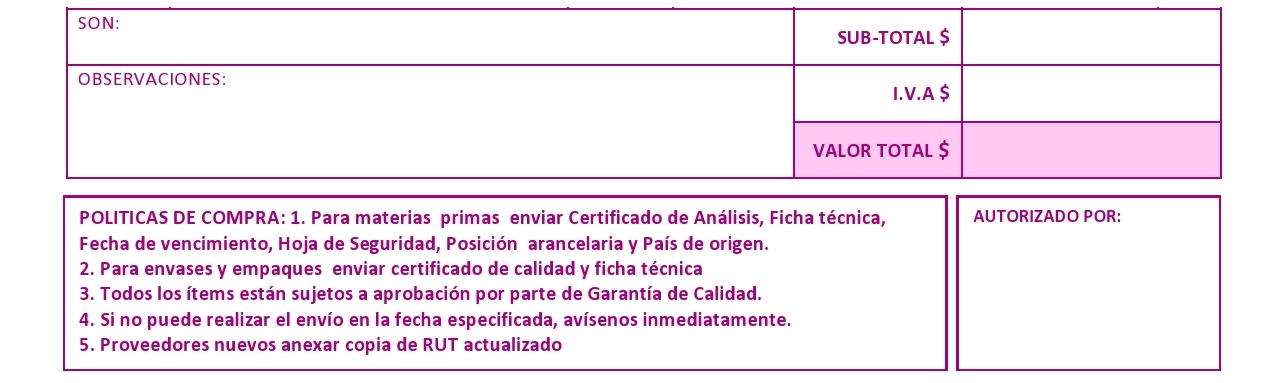 SON:
SUB-TOTAL $
OBSERVACIONES:
I.V.A $
VALOR TOTAL $
POLITICAS DE COMPRA: 1. Para materias  primas  enviar Certificado de Análisis, Ficha técnica,
Fecha de vencimiento, Hoja de Seguridad, Posición  arancelaria y País de origen.
2. Para envases y empaques  enviar certificado de calidad y ficha técnica
3. Todos los ítems están sujetos a aprobación por parte de Garantía de Calidad.
4. Si no puede realizar el envío en la fecha especificada, avísenos inmediatamente.
5. Proveedores nuevos anexar copia de RUT actualizado
AUTORIZADO POR: